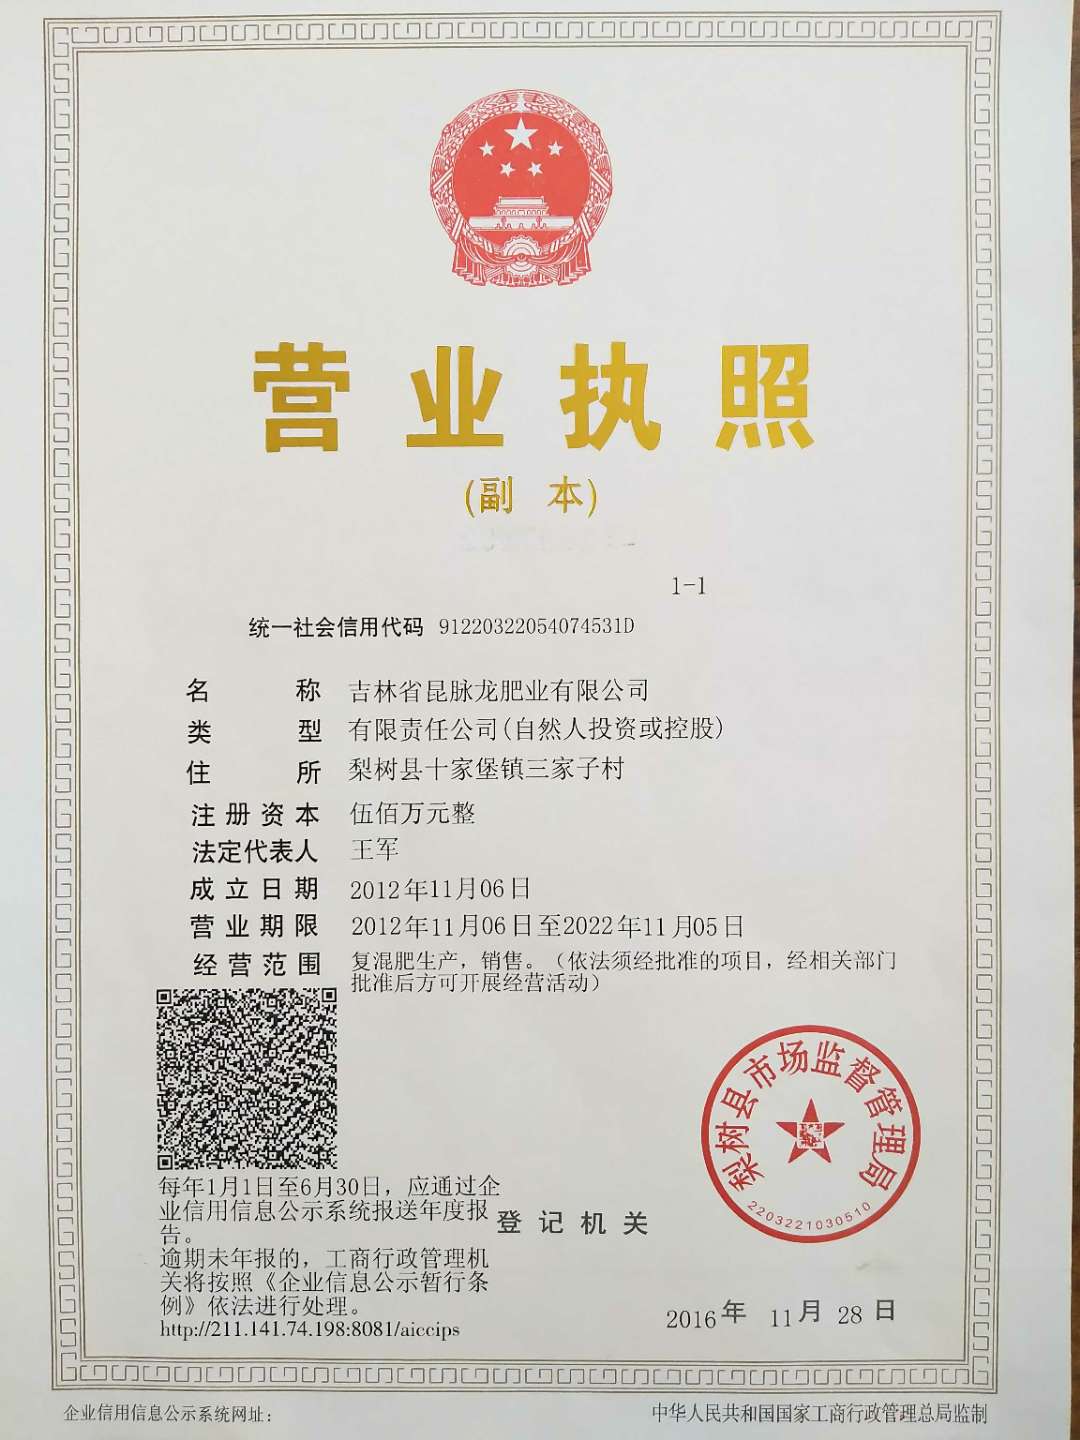 营业执照
(副 本)
1-1
统一社会信用代码 91220322054074531D
名 称 吉林省昆脉龙肥业有限公司
类 型 有限责任公司(自然人投资或控股)
住 所 梨树县十家堡镇三家子村
注册资本 伍佰万元整
法定代表人 王军
成立日期 2012年11月06日
营业期限 2012年11月06日至2022年11月05日
经营范围 复混肥生产，销售。（依法须经批准的项目，经相关部门
批准后方可开展经营活动）
梨树县市场监督管理局
2203221030510
每年1月1日至6月30日，应通过企
业信用信息公示系统报送年度报
告。
逾期未年报的，工商行政管理机
关将按照《企业信息公示暂行条
例》依法进行处理。
http://211.141.74.198:8081/aiccips
登记机关
2016年 11月 28日
企业信用信息公示系统网址：
中华人民共和国国家工商行政管理总局监制